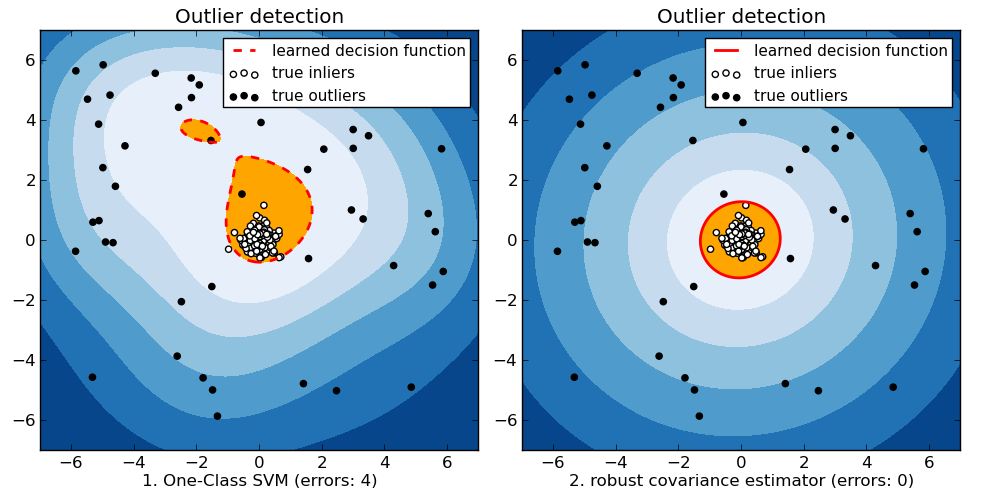 Outlier detection
learned decision function
true inliers
true outliers
6
4
2
0
−2
−4
−6
−6
−4
−2
0
2
4
6
1. One-Class SVM (errors: 4)
Outlier detection
learned decision function
true inliers
true outliers
6
4
2
0
−2
−4
−6
−6
−4
−2
0
2
4
6
2. robust covariance estimator (errors: 0)